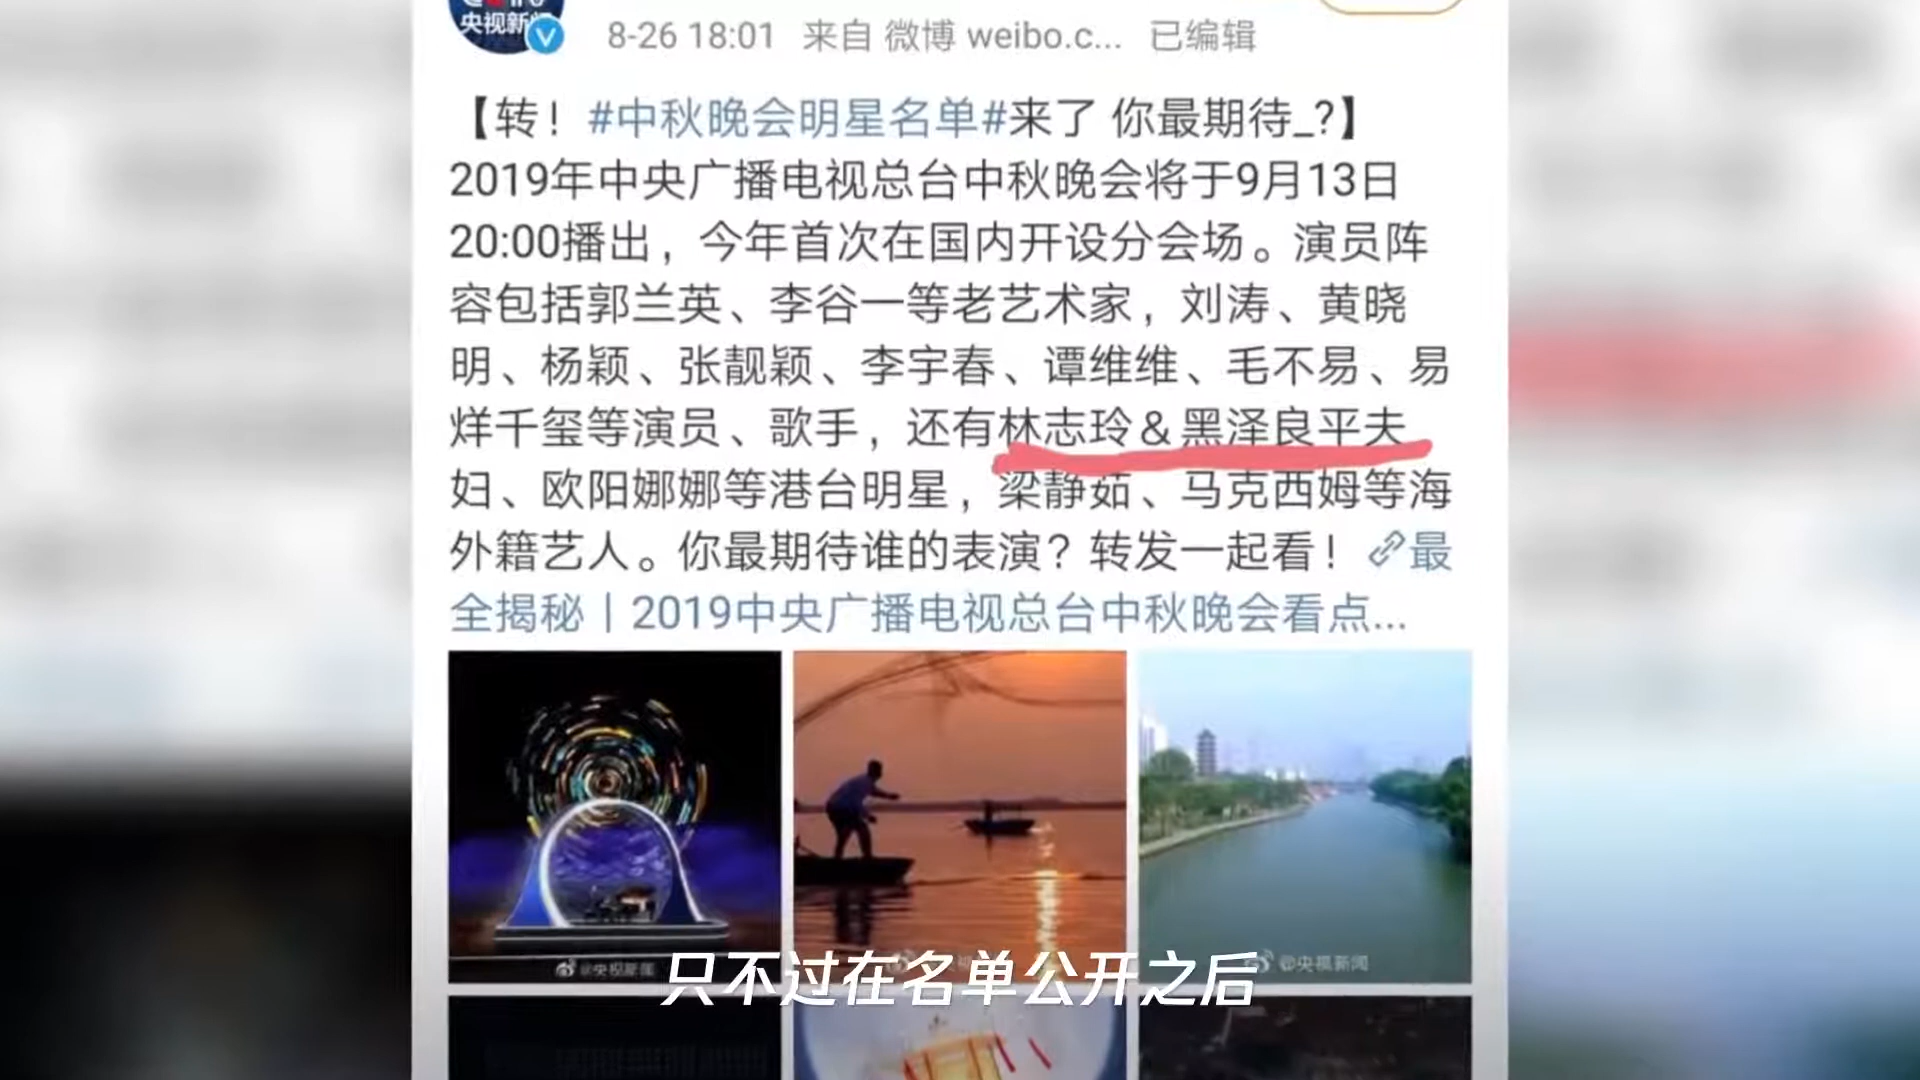 央视新闻
8-26 18:01 来自 微博 weibo.c... 已编辑
【转！#中秋晚会明星名单#来了 你最期待_?】
2019年中央广播电视总台中秋晚会将于9月13日
20:00播出，今年首次在国内开设分会场。演员阵
容包括郭兰英、李谷一等老艺术家，刘涛、黄晓
明、杨颖、张靓颖、李宇春、谭维维、毛不易、易
烊千玺等演员、歌手，还有林志玲&黑泽良平夫
妇、欧阳娜娜等港台明星，梁静茹、马克西姆等海
外籍艺人。你最期待谁的表演？转发一起看！ 最
全揭秘丨2019中央广播电视总台中秋晚会看点...
@央视新闻
@央视新闻
只不过在名单公开之后